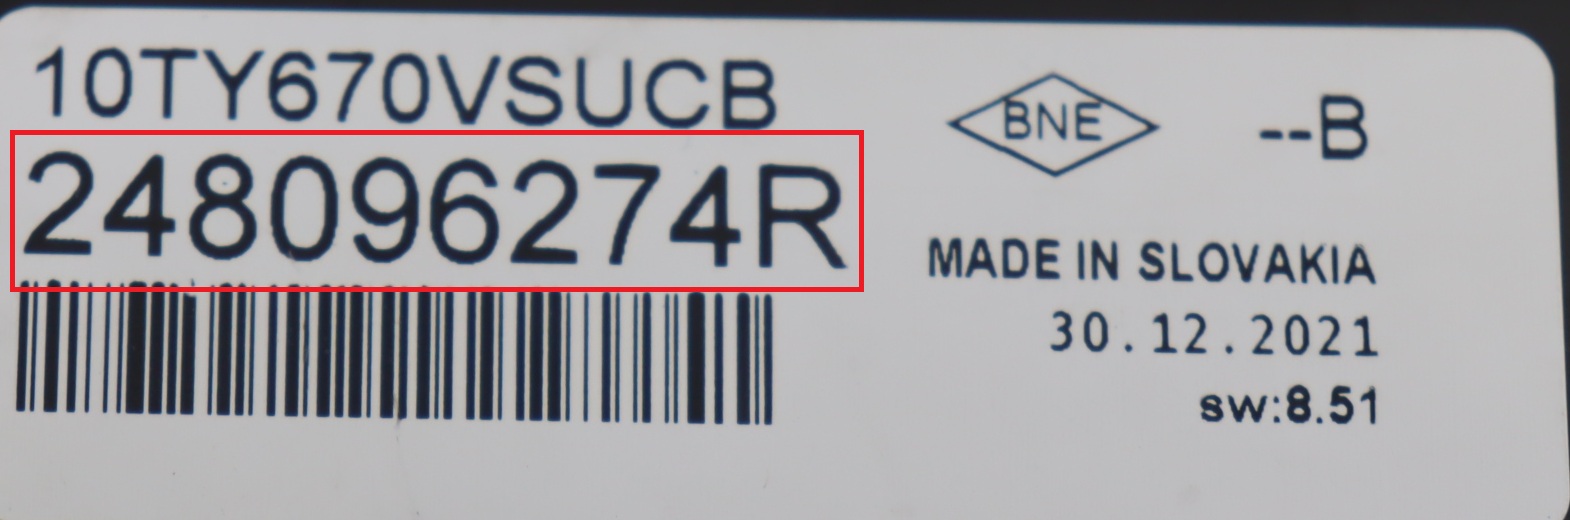 10TY670VSUCB
248096274R
BNE
--B
MADE IN SLOVAKIA
30.12.2021
sw:8.51